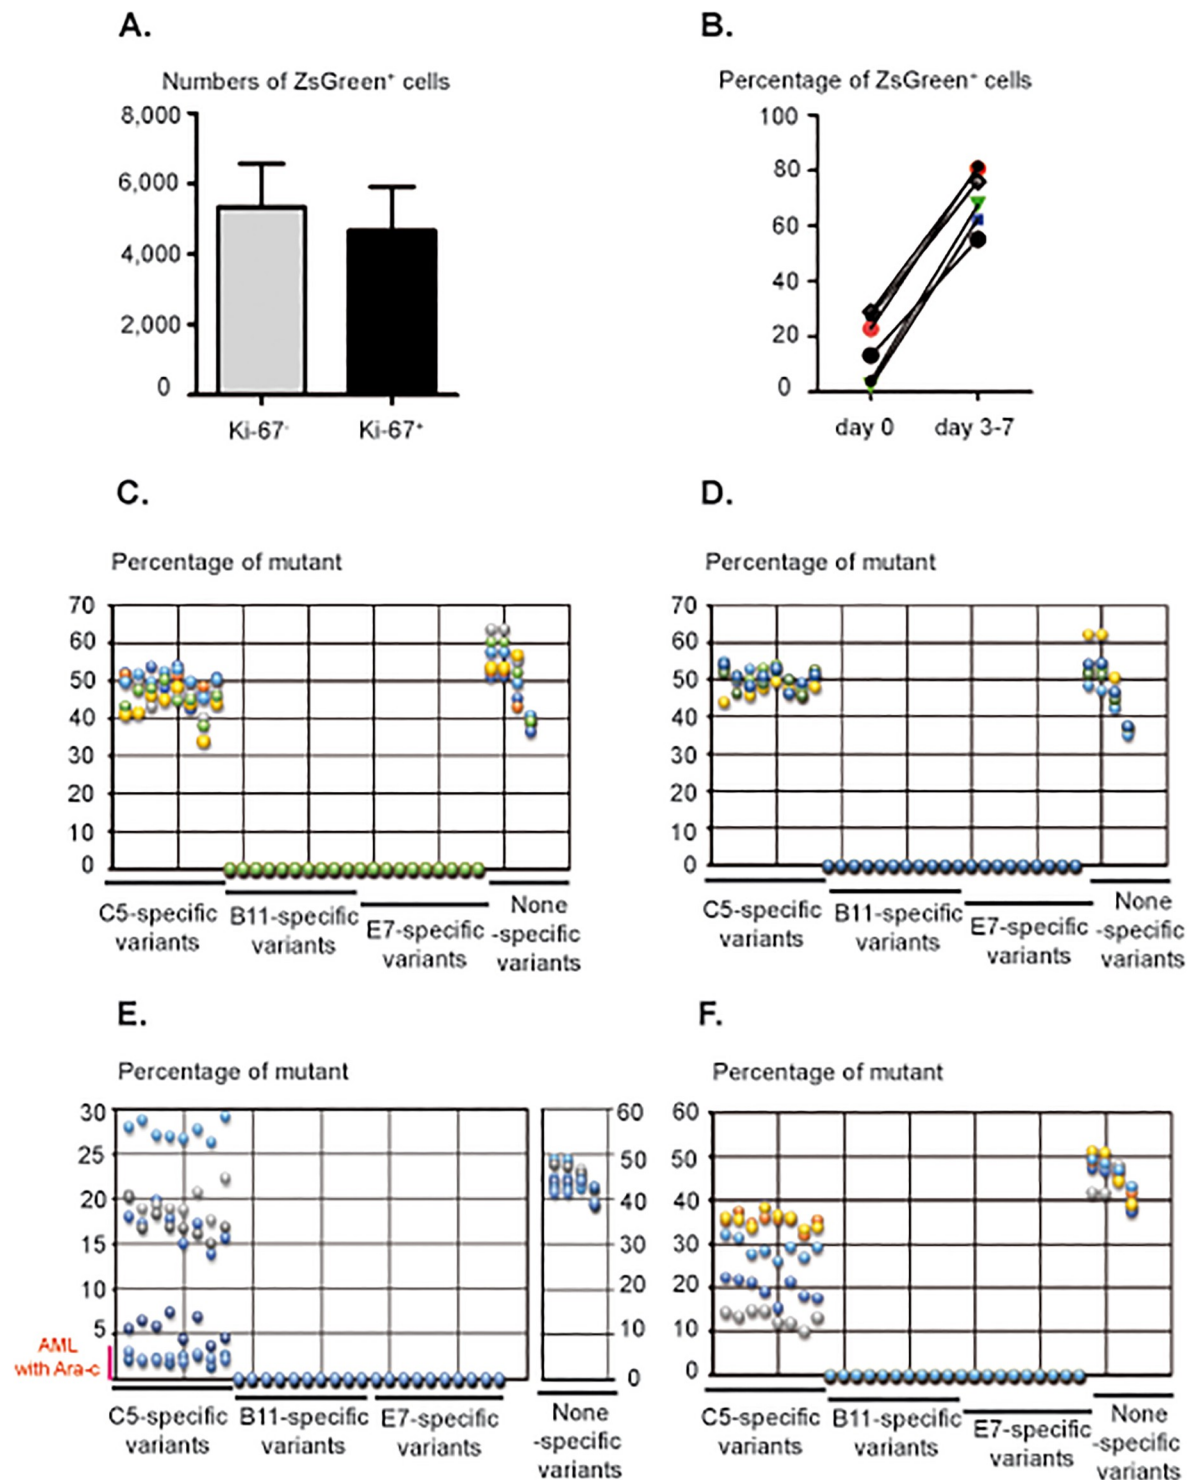 A.
Numbers of ZsGreen⁺ cells
8,000
6,000
4,000
2,000
0
Ki-67⁻
Ki-67⁺
B.
Percentage of ZsGreen⁺ cells
100
80
60
40
20
0
day 0
day 3-7
C.
Percentage of mutant
70
60
50
40
30
20
10
0
C5-specific
variants
B11-specific
variants
E7-specific
variants
None
-specific
variants
D.
Percentage of mutant
70
60
50
40
30
20
10
0
C5-specific
variants
B11-specific
variants
E7-specific
variants
None
-specific
variants
E.
Percentage of mutant
30
25
20
15
10
5
AML
with Ara-c
60
50
40
30
20
10
0
C5-specific
variants
B11-specific
variants
E7-specific
variants
None
-specific
variants
F.
Percentage of mutant
60
50
40
30
20
10
0
C5-specific
variants
B11-specific
variants
E7-specific
variants
None
-specific
variants